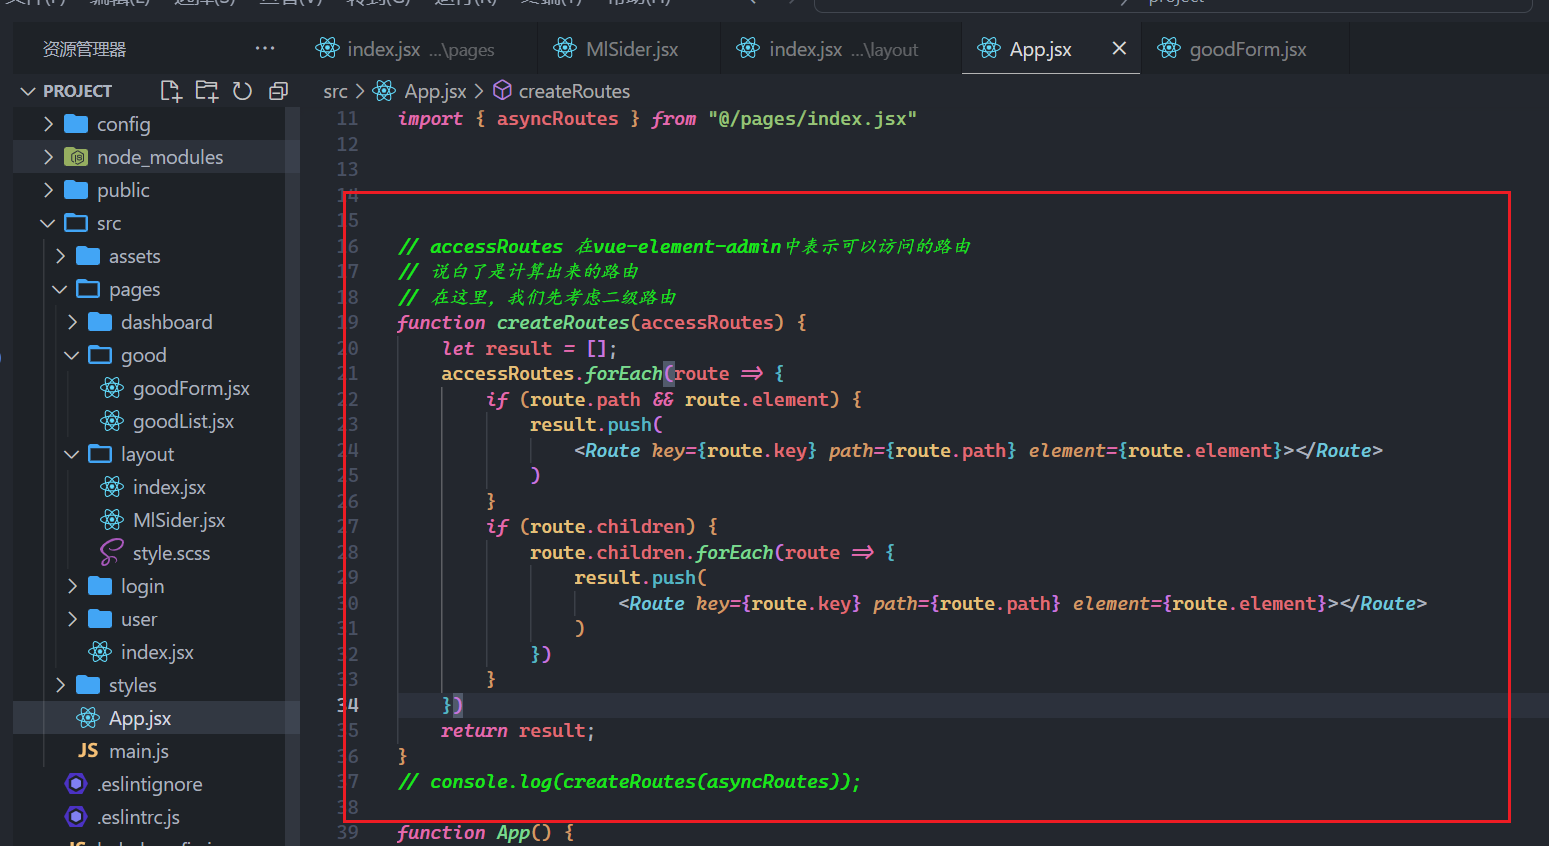 project
资源管理器 ···
index.jsx ...\pages
MlSider.jsx
index.jsx ...\layout
App.jsx
goodForm.jsx
PROJECT
src > App.jsx > createRoutes
config
node_modules
public
src
assets
pages
dashboard
good
goodForm.jsx
goodList.jsx
layout
index.jsx
MlSider.jsx
style.scss
login
user
index.jsx
styles
App.jsx
JS main.js
.eslintignore
.eslintrc.js
11 import { asyncRoutes } from "@/pages/index.jsx"
12
13
14
15
16 // accessRoutes 在vue-element-admin中表示可以访问的路由
17 // 说白了是计算出来的路由
18 // 在这里，我们先考虑二级路由
19 function createRoutes(accessRoutes) {
20 let result = [];
21 accessRoutes.forEach(route => {
22 if (route.path && route.element) {
23 result.push(
24 <Route key={route.key} path={route.path} element={route.element}></Route>
25 )
26 }
27 if (route.children) {
28 route.children.forEach(route => {
29 result.push(
30 <Route key={route.key} path={route.path} element={route.element}></Route>
31 )
32 })
33 }
34 })
35 return result;
36 }
37 // console.log(createRoutes(asyncRoutes));
38
39 function App() {